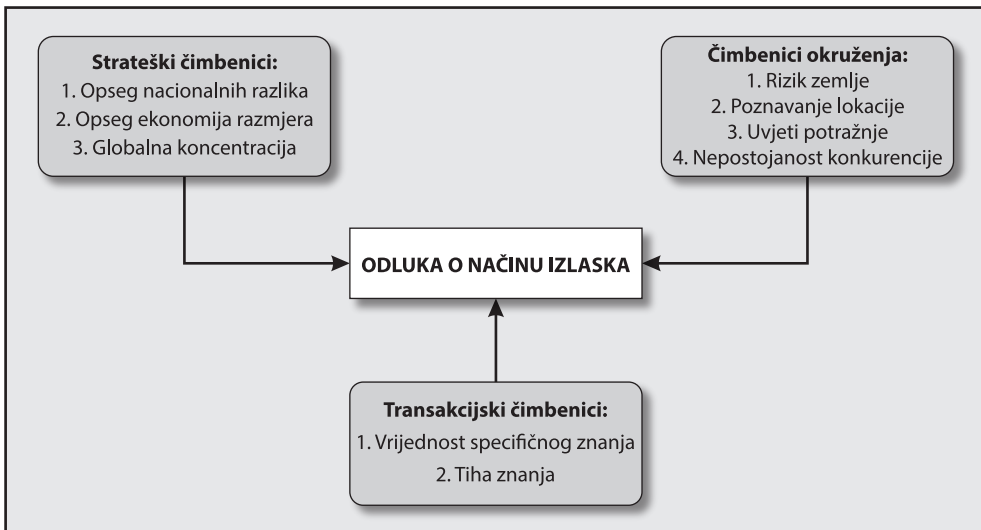 Strateški čimbenici:
1. Opseg nacionalnih razlika
2. Opseg ekonomija razmjera
3. Globalna koncentracija
Čimbenici okruženja:
1. Rizik zemlje
2. Poznavanje lokacije
3. Uvjeti potražnje
4. Nepostojanost konkurencije
ODLUKA O NAČINU IZLASKA
Transakcijski čimbenici:
1. Vrijednost specifičnog znanja
2. Tiha znanja